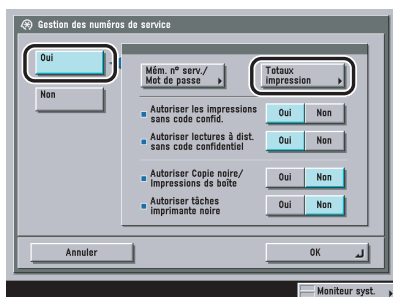 Gestion des numéros de service
Oui
Non
Mém. nº serv./
Mot de passe
Totaux
impression
Autoriser les impressions
sans code confid.
Oui
Non
Autoriser lectures à dist.
sans code confidentiel
Oui
Non
Autoriser Copie noire/
Impressions ds boîte
Oui
Non
Autoriser tâches
imprimante noire
Oui
Non
Annuler
OK
Moniteur syst.